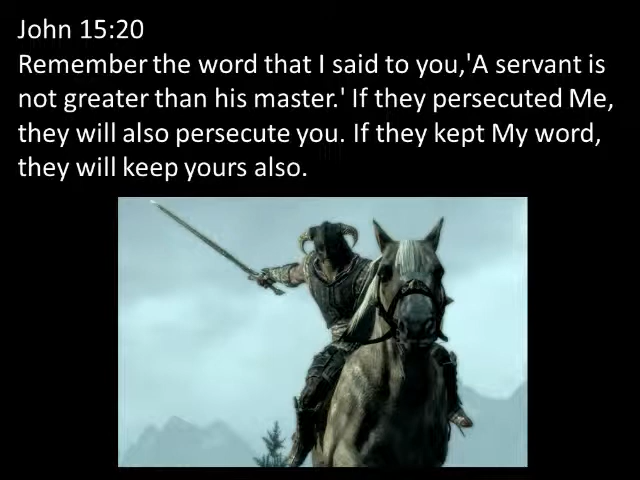 John 15:20
Remember the word that I said to you,'A servant is
not greater than his master.' If they persecuted Me,
they will also persecute you. If they kept My word,
they will keep yours also.